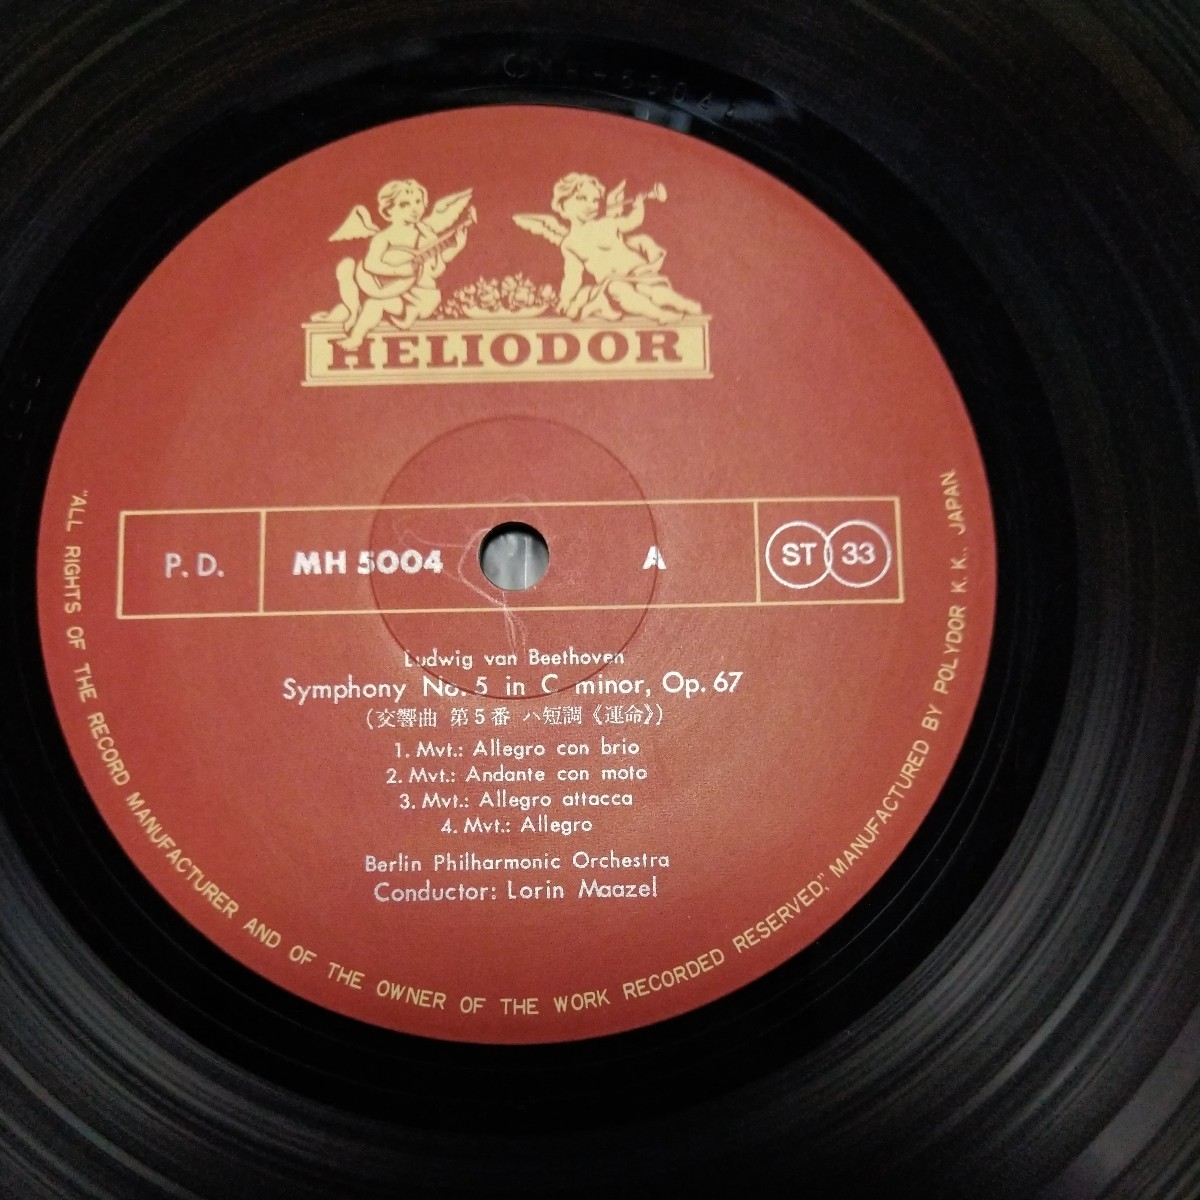 HELIODOR
P. D.
MH 5004
A
ST 33
Ludwig van Beethoven
Symphony No. 5 in C minor, Op. 67
(交響曲 第5番 ハ短調《運命》)
1. Mvt.: Allegro con brio
2. Mvt.: Andante con moto
3. Mvt.: Allegro attacca
4. Mvt.: Allegro
Berlin Philharmonic Orchestra
Conductor: Lorin Maazel
"ALL RIGHTS OF THE RECORD MANUFACTURER AND OF THE OWNER OF THE WORK RECORDED RESERVED," MANUFACTURED BY POLYDOR K. K., JAPAN.